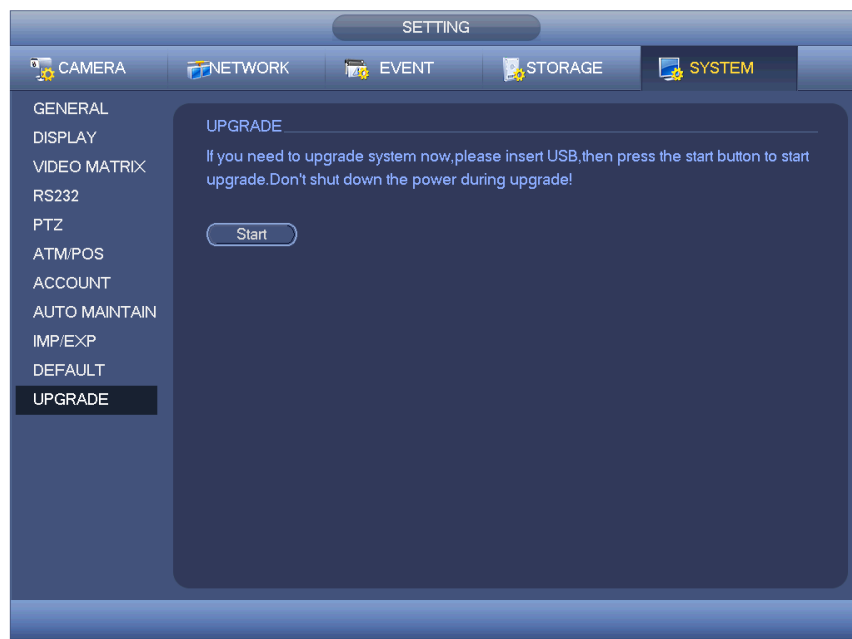 SETTING
CAMERA
NETWORK
EVENT
STORAGE
SYSTEM
GENERAL
DISPLAY
VIDEO MATRIX
RS232
PTZ
ATM/POS
ACCOUNT
AUTO MAINTAIN
IMP/EXP
DEFAULT
UPGRADE
UPGRADE
If you need to upgrade system now,please insert USB,then press the start button to start
upgrade.Don't shut down the power during upgrade!
Start